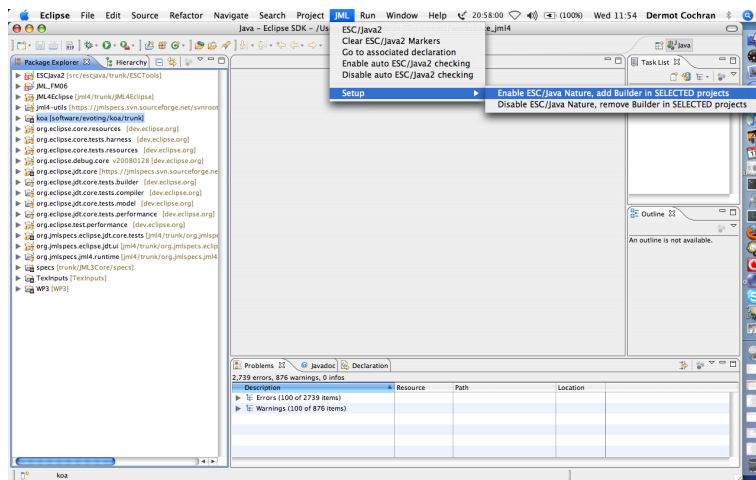 Eclipse File Edit Source Refactor Navigate Search Project JML Run Window Help 20:58:00 (100%) Wed 11:54 Dermot Cochran
Java - Eclipse SDK - /Us
ze_jml4
ESC/Java2
Clear ESC/Java2 Markers
Go to associated declaration
Enable auto ESC/Java2 checking
Disable auto ESC/Java2 checking
Setup
Enable ESC/Java Nature, add Builder in SELECTED projects
Disable ESC/Java Nature, remove Builder in SELECTED projects
Java
Package Explorer Hierarchy
Task List
ESCJava2 [src/escjava/trunk/ESCTools]
JML_FM06
JML4Eclipse [jml4/trunk/JML4Eclipse]
jml4-utils [https://jmlspecs.svn.sourceforge.net/svnroot
koa [software/evoting/koa/trunk]
org.eclipse.core.resources [dev.eclipse.org]
org.eclipse.core.tests.harness [dev.eclipse.org]
org.eclipse.core.tests.resources [dev.eclipse.org]
org.eclipse.debug.core v20080128 [dev.eclipse.org]
org.eclipse.jdt.core [https://jmlspecs.svn.sourceforge.ne
org.eclipse.jdt.core.tests.builder [dev.eclipse.org]
org.eclipse.jdt.core.tests.compiler [dev.eclipse.org]
org.eclipse.jdt.core.tests.model [dev.eclipse.org]
org.eclipse.jdt.core.tests.performance [dev.eclipse.org]
org.eclipse.test.performance [dev.eclipse.org]
org.jmlspecs.eclipse.jdt.core.tests [jml4/trunk/org.jmlspe
org.jmlspecs.eclipse.jdt.ui [jml4/trunk/org.jmlspecs.eclip
org.jmlspecs.jml4.runtime [jml4/trunk/org.jmlspecs.jml4
specs [trunk/JML3Core/specs]
TexInputs [TexInputs]
WP3 [WP3]
Outline
An outline is not available.
Problems Javadoc Declaration
2,739 errors, 876 warnings, 0 infos
Description Resource Path Location
Errors (100 of 2739 items)
Warnings (100 of 876 items)
koa